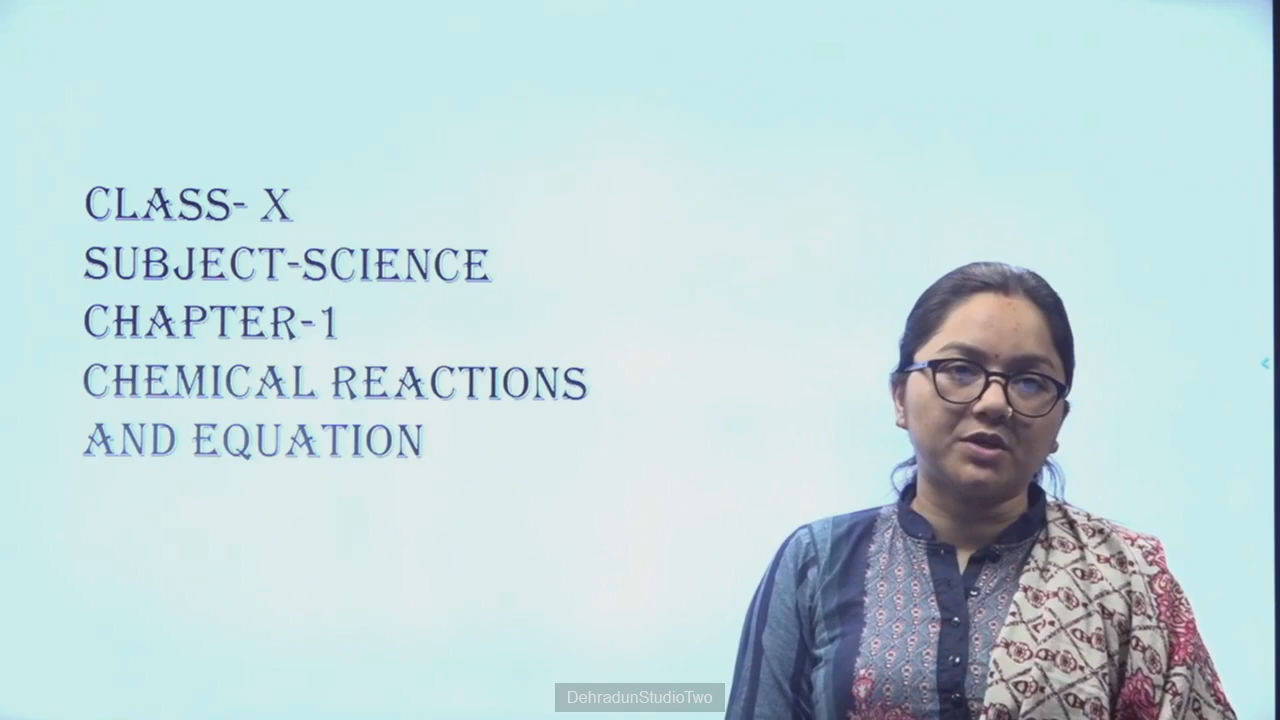 CLASS- X
SUBJECT-SCIENCE
CHAPTER-1
CHEMICAL REACTIONS
AND EQUATION
DehradunStudioTwo